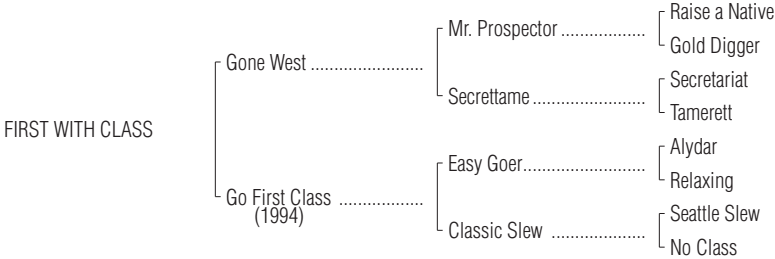 Raise a Native
Mr. Prospector ....................
Gold Digger
Gone West ..........................
Secretariat
Secrettame ..........................
Tamerett
FIRST WITH CLASS
Alydar
Easy Goer............................
Relaxing
Go First Class ....................
(1994)
Seattle Slew
Classic Slew .....................
No Class